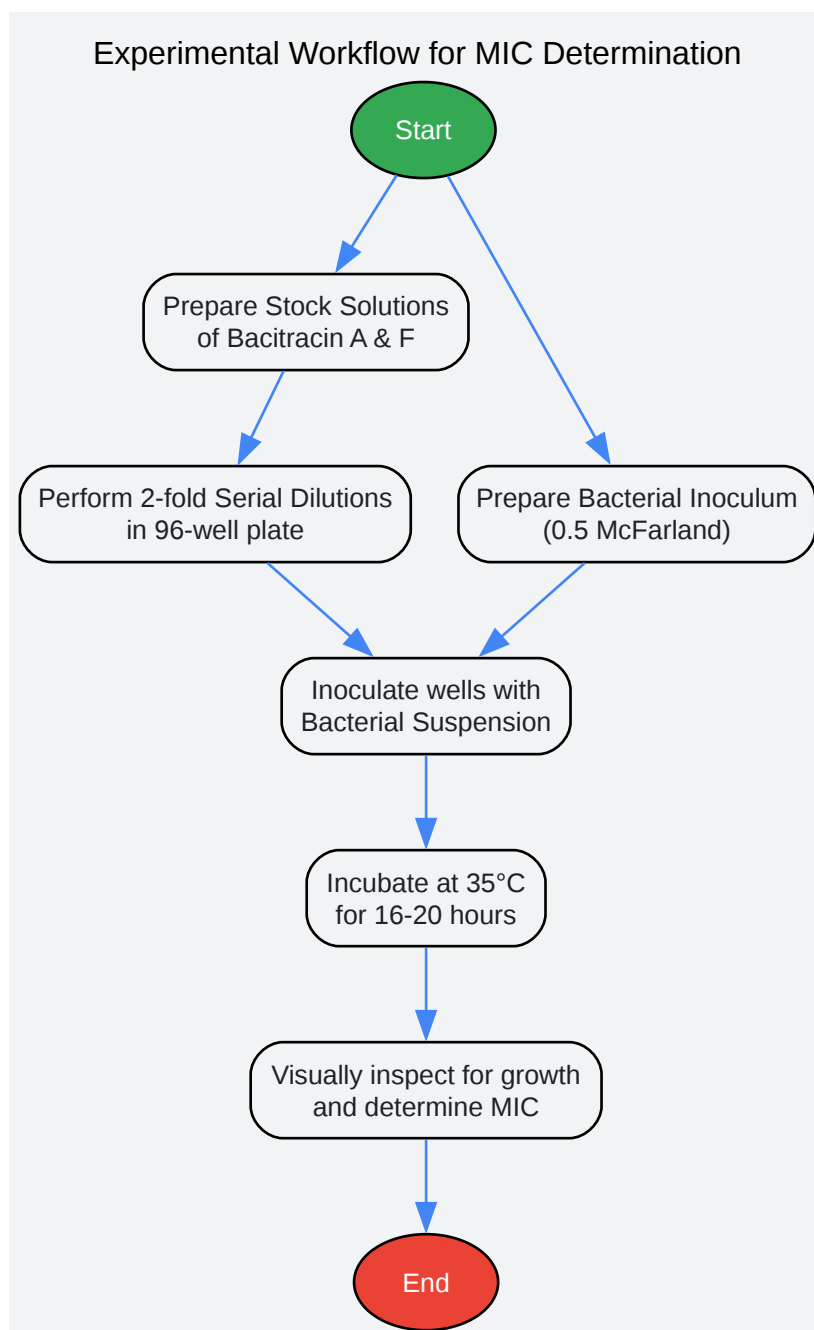 Experimental Workflow for MIC Determination
Start
Prepare Stock Solutions
of Bacitracin A & F
Perform 2-fold Serial Dilutions
in 96-well plate
Prepare Bacterial Inoculum
(0.5 McFarland)
Inoculate wells with
Bacterial Suspension
Incubate at 35°C
for 16-20 hours
Visually inspect for growth
and determine MIC
End